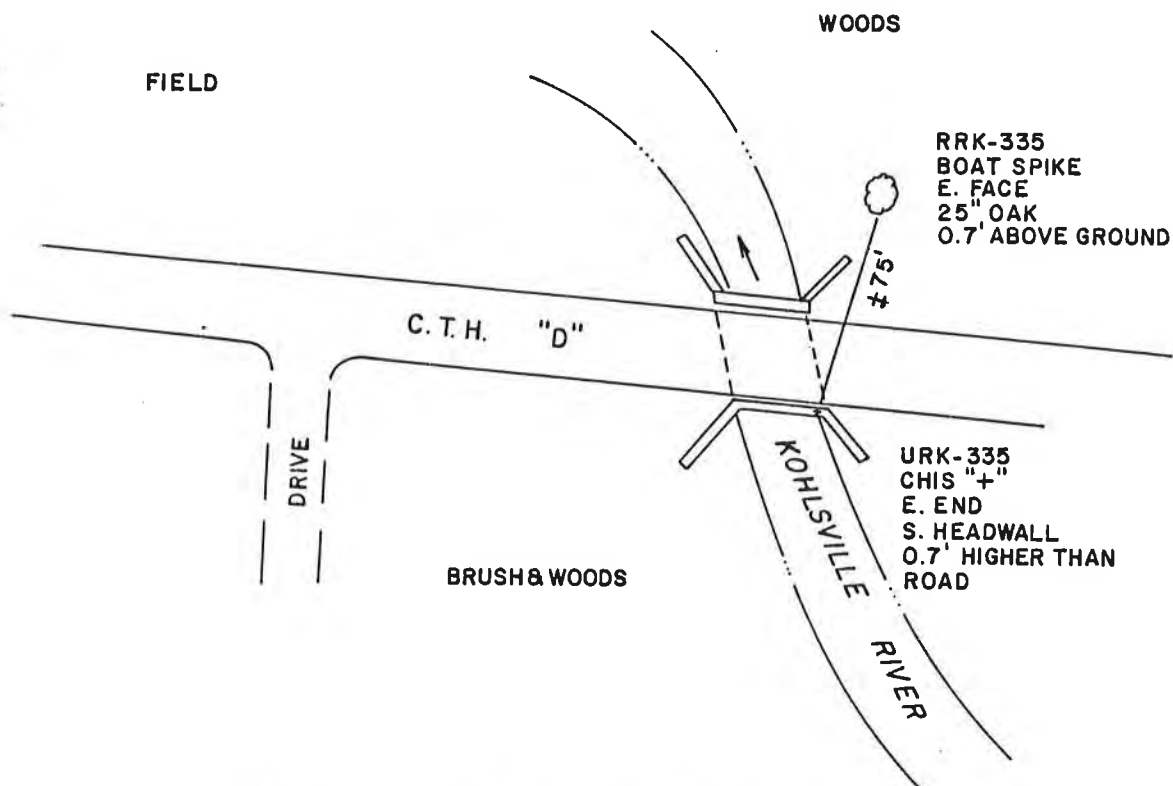 WOODS
FIELD
RRK-335
BOAT SPIKE
E. FACE
25" OAK
0.7' ABOVE GROUND
±75'
C.T.H. "D"
DRIVE
KOHLSVILLE
RIVER
URK-335
CHIS "+"
E. END
S. HEADWALL
0.7' HIGHER THAN
ROAD
BRUSH & WOODS